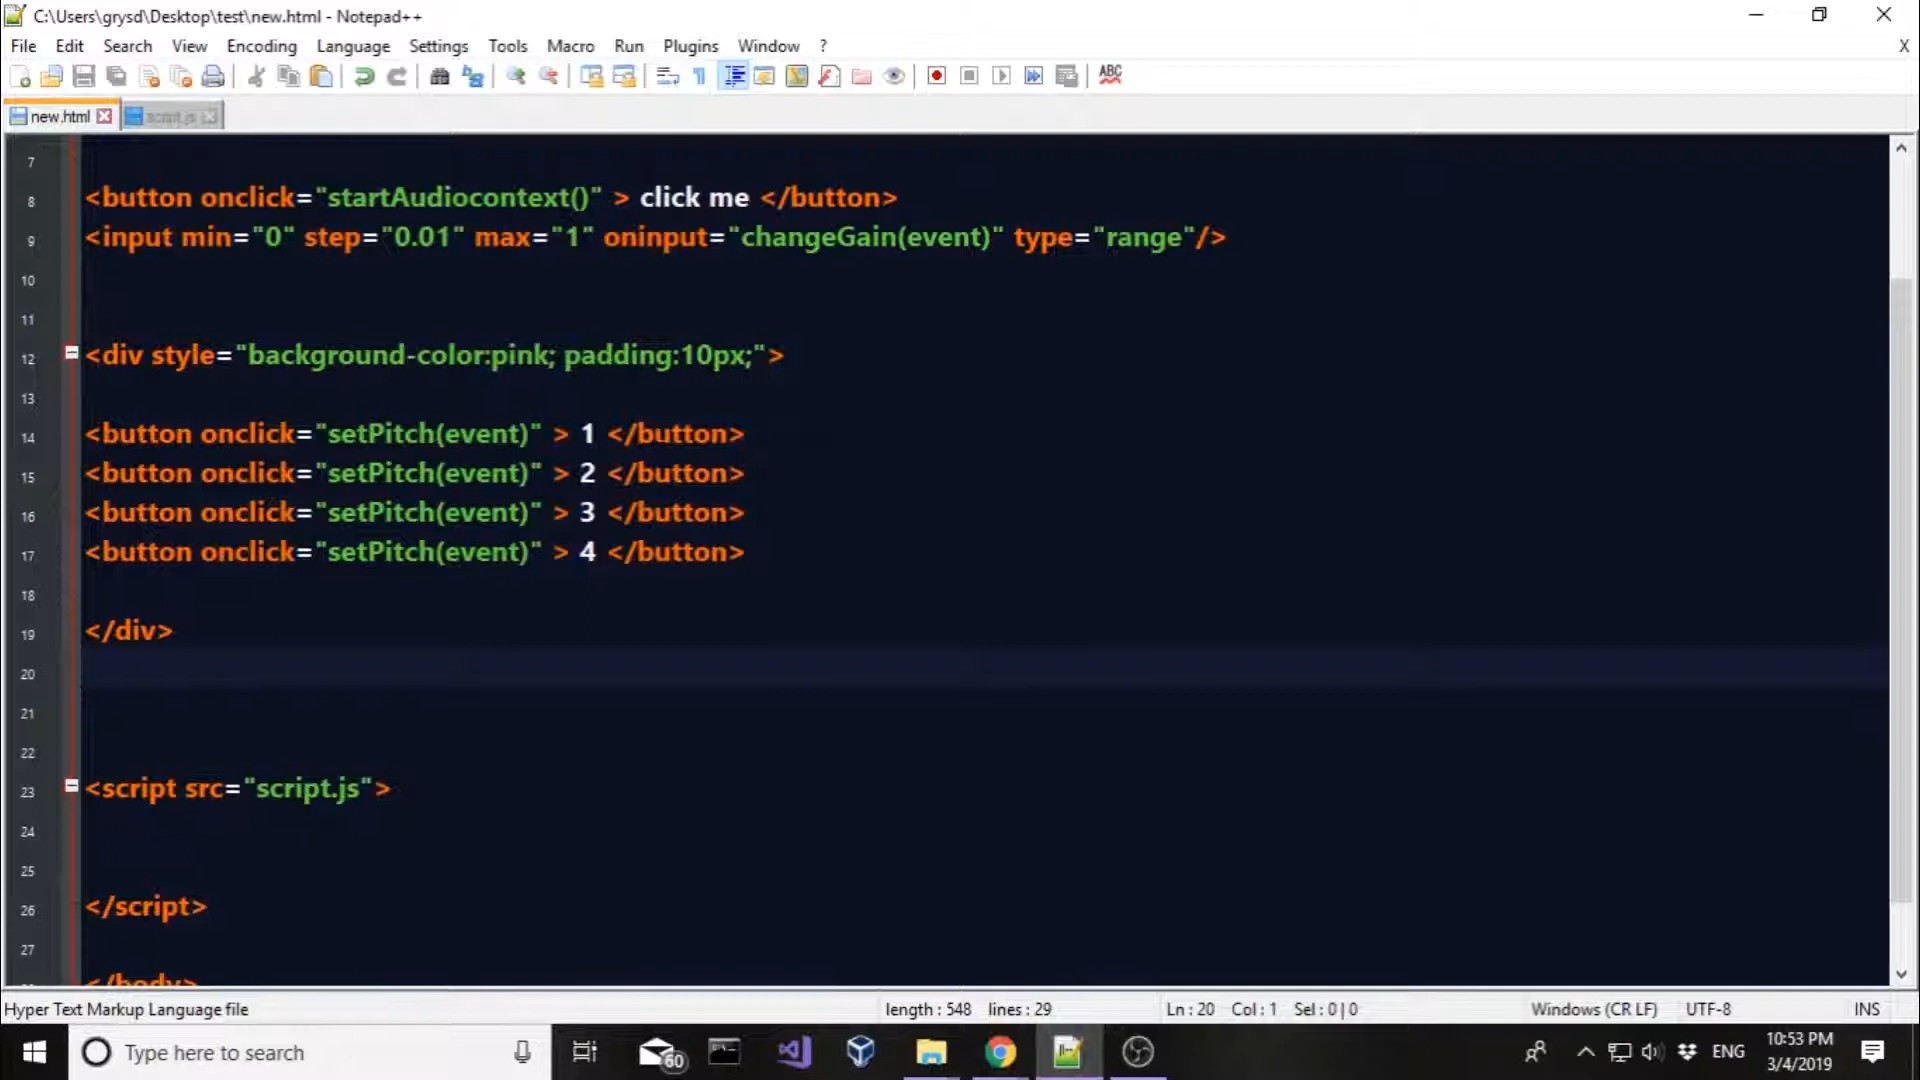 C:\Users\grysd\Desktop\test\new.html - Notepad++
File Edit Search View Encoding Language Settings Tools Macro Run Plugins Window ? X
ABC
new.html script.js
7
8 <button onclick="startAudiocontext()" > click me </button>
9 <input min="0" step="0.01" max="1" oninput="changeGain(event)" type="range"/>
10
11
12 <div style="background-color:pink; padding:10px;">
13
14 <button onclick="setPitch(event)" > 1 </button>
15 <button onclick="setPitch(event)" > 2 </button>
16 <button onclick="setPitch(event)" > 3 </button>
17 <button onclick="setPitch(event)" > 4 </button>
18
19 </div>
20
21
22
23 <script src="script.js">
24
25
26 </script>
27
</body>
Hyper Text Markup Language file length : 548 lines : 29 Ln : 20 Col : 1 Sel : 0 | 0 Windows (CR LF) UTF-8 INS
Type here to search 60 ENG 10:53 PM
3/4/2019